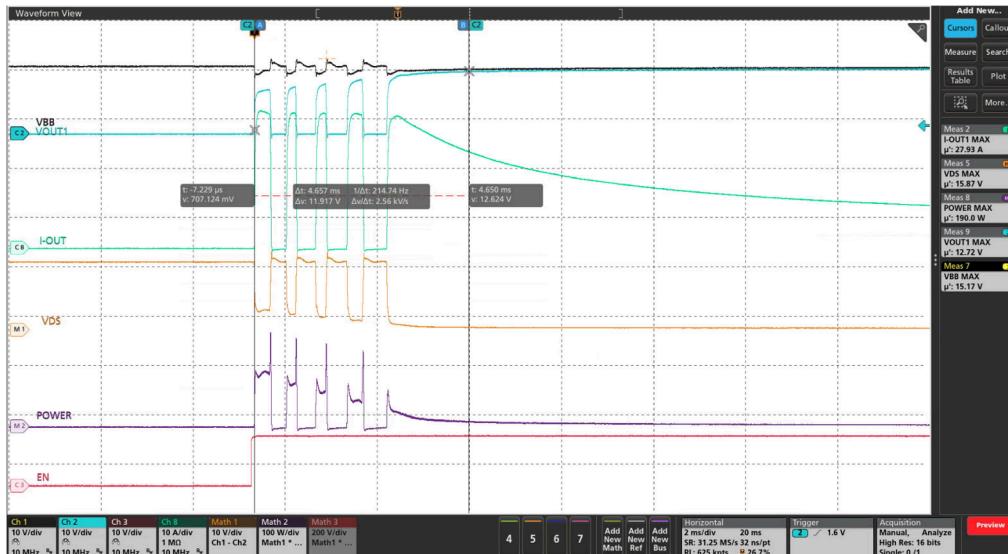 Waveform View
Add New...
C2 A
T
B C2
Cursors Callou
Measure Search
Results Table Plot
More...
VBB
C2 VOUT1
t: -7.229 µs
v: 707.124 mV
Δt: 4.657 ms 1/Δt: 214.74 Hz
Δv: 11.917 V Δv/Δt: 2.56 kV/s
t: 4.650 ms
v: 12.624 V
I-OUT
C8
VDS
M1
POWER
M2
EN
C3
Meas 2
I-OUT1 MAX
µ': 27.93 A
Meas 5
VDS MAX
µ': 15.87 V
Meas 8
POWER MAX
µ': 190.0 W
Meas 9
VOUT1 MAX
µ': 12.72 V
Meas 7
VBB MAX
µ': 15.17 V
Ch 1
10 V/div
10 MHz
Ch 2
10 V/div
10 MHz
Ch 3
10 V/div
10 MHz
Ch 8
10 A/div
1 MΩ
10 MHz
Math 1
10 V/div
Ch1 - Ch2
Math 2
100 W/div
Math1 * ...
Math 3
200 V/div
Math1 * ...
4 5 6 7
Add New Math
Add New Ref
Add New Bus
Horizontal
2 ms/div 20 ms
SR: 31.25 MS/s 32 ns/pt
RL: 625 kpts 26.7%
Trigger
2 1.6 V
Acquisition
Manual, Analyze
High Res: 16 bits
Single: 0 /1
Preview